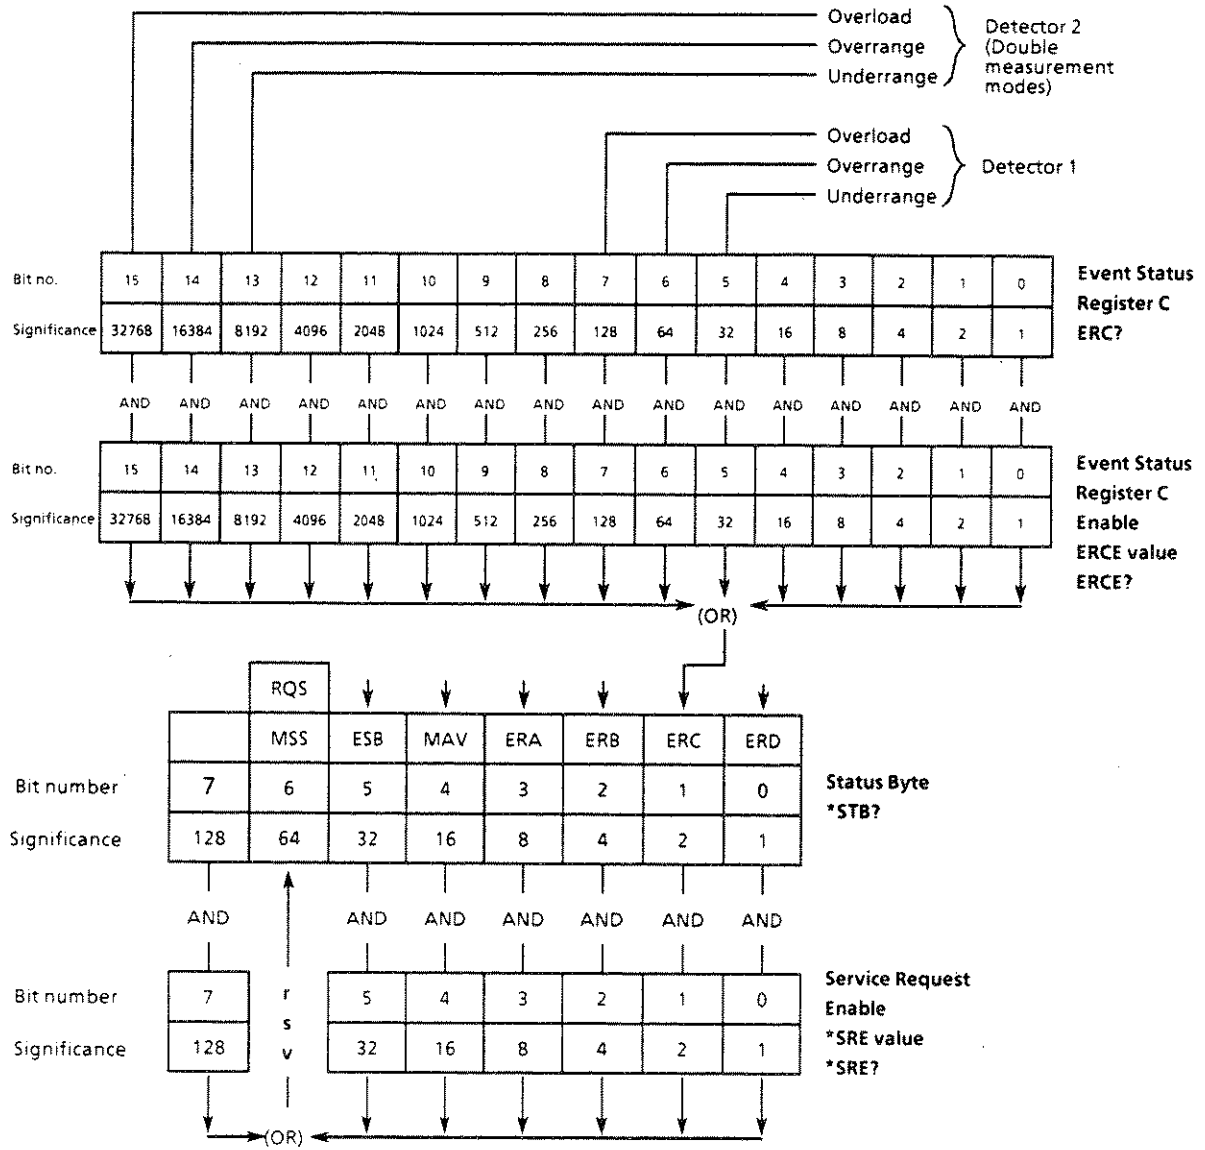 Overload
Overrange
Underrange
Detector 2
(Double
measurement
modes)
Overload
Overrange
Underrange
Detector 1
Bit no. 15 14 13 12 11 10 9 8 7 6 5 4 3 2 1 0
Significance 32768 16384 8192 4096 2048 1024 512 256 128 64 32 16 8 4 2 1
Event Status
Register C
ERC?
AND AND AND AND AND AND AND AND AND AND AND AND AND AND AND AND
Bit no. 15 14 13 12 11 10 9 8 7 6 5 4 3 2 1 0
Significance 32768 16384 8192 4096 2048 1024 512 256 128 64 32 16 8 4 2 1
Event Status
Register C
Enable
ERCE value
ERCE?
(OR)
RQS
MSS ESB MAV ERA ERB ERC ERD
Bit number 7 6 5 4 3 2 1 0
Significance 128 64 32 16 8 4 2 1
Status Byte
*STB?
AND AND AND AND AND AND AND
Bit number 7 5 4 3 2 1 0
Significance 128 32 16 8 4 2 1
r
s
v
Service Request
Enable
*SRE value
*SRE?
(OR)